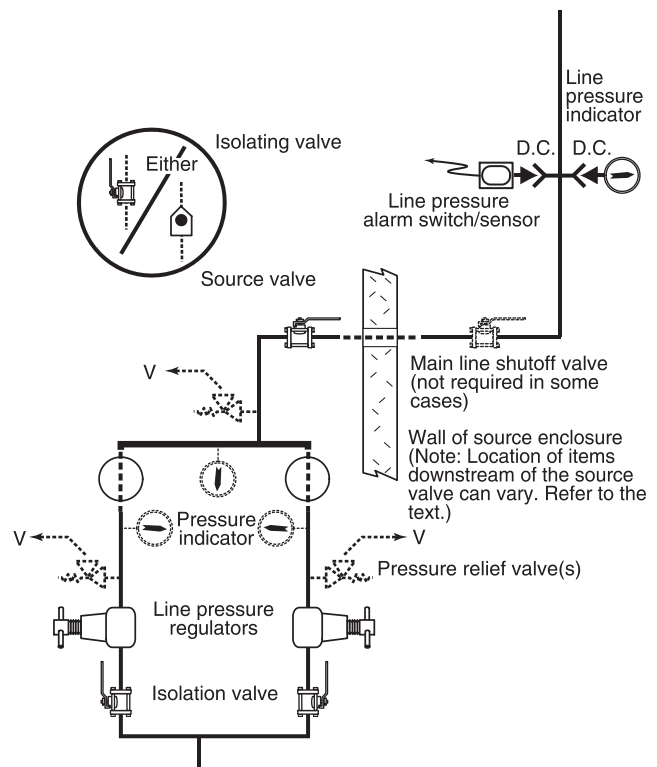 Line
pressure
indicator
D.C. D.C.
Isolating valve
Either
Line pressure
alarm switch/sensor
Source valve
V
Main line shutoff valve
(not required in some
cases)
Wall of source enclosure
(Note: Location of items
downstream of the source
valve can vary. Refer to the
text.)
Pressure
indicator
V
V
Pressure relief valve(s)
Line pressure
regulators
Isolation valve